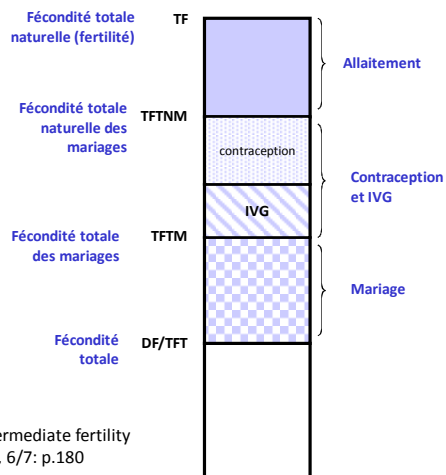 Fécondité totale
naturelle (fertilité)
TF
Allaitement
Fécondité totale
naturelle des
mariages
TFTNM
contraception
Contraception
et IVG
IVG
Fécondité totale
des mariages
TFTM
Mariage
Fécondité
totale
DF/TFT
ermediate fertility
, 6/7: p.180